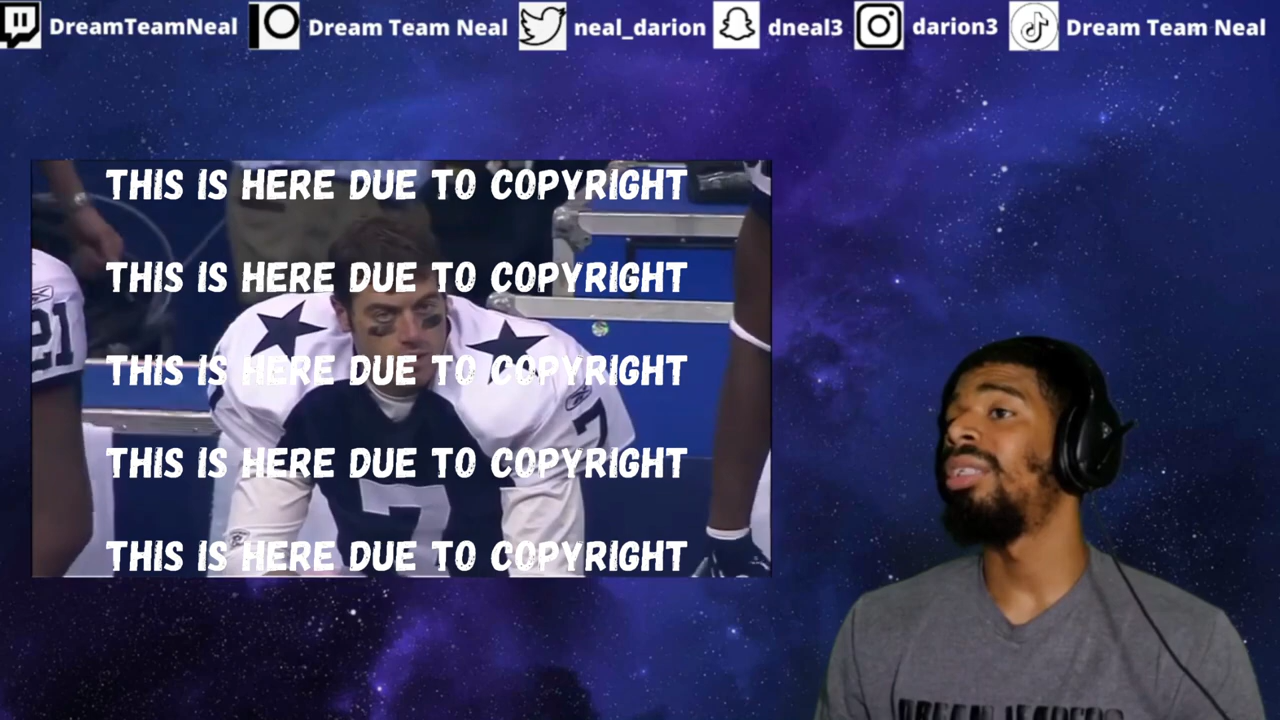 DreamTeamNeal Dream Team Neal neal_darion dneal3 darion3 Dream Team Neal
THIS IS HERE DUE TO COPYRIGHT
THIS IS HERE DUE TO COPYRIGHT
21
THIS IS HERE DUE TO COPYRIGHT
7
THIS IS HERE DUE TO COPYRIGHT
7
THIS IS HERE DUE TO COPYRIGHT